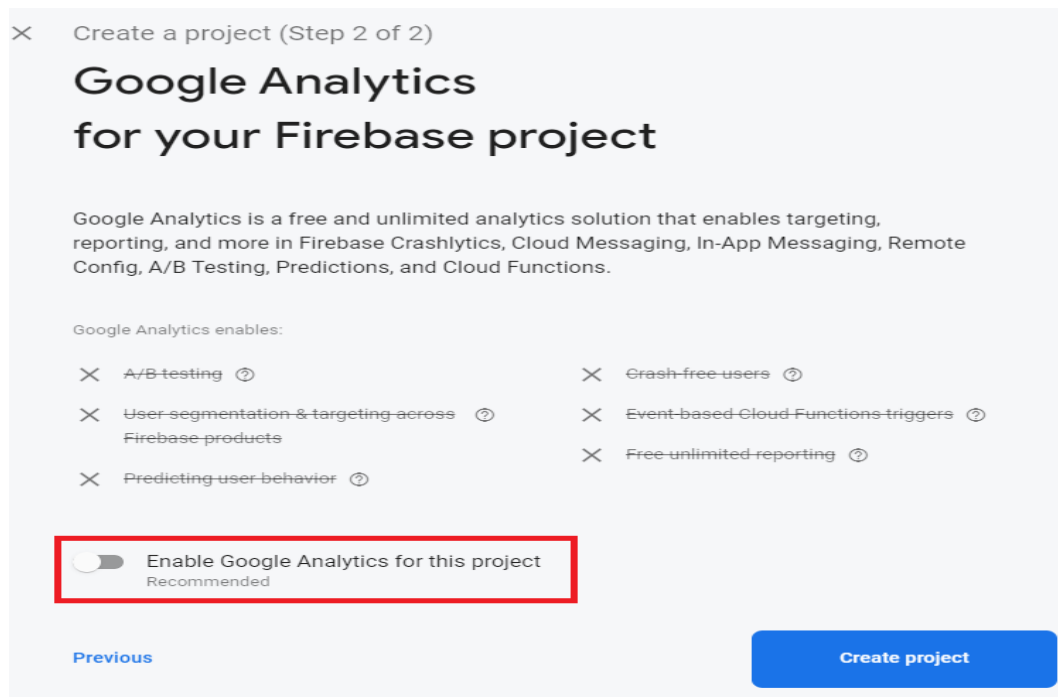 Create a project (Step 2 of 2)
Google Analytics
for your Firebase project
Google Analytics is a free and unlimited analytics solution that enables targeting,
reporting, and more in Firebase Crashlytics, Cloud Messaging, In-App Messaging, Remote
Config, A/B Testing, Predictions, and Cloud Functions.
Google Analytics enables:
A/B testing
User segmentation & targeting across
Firebase products
Predicting user behavior
Crash-free users
Event-based Cloud Functions triggers
Free unlimited reporting
Enable Google Analytics for this project
Recommended
Previous
Create project